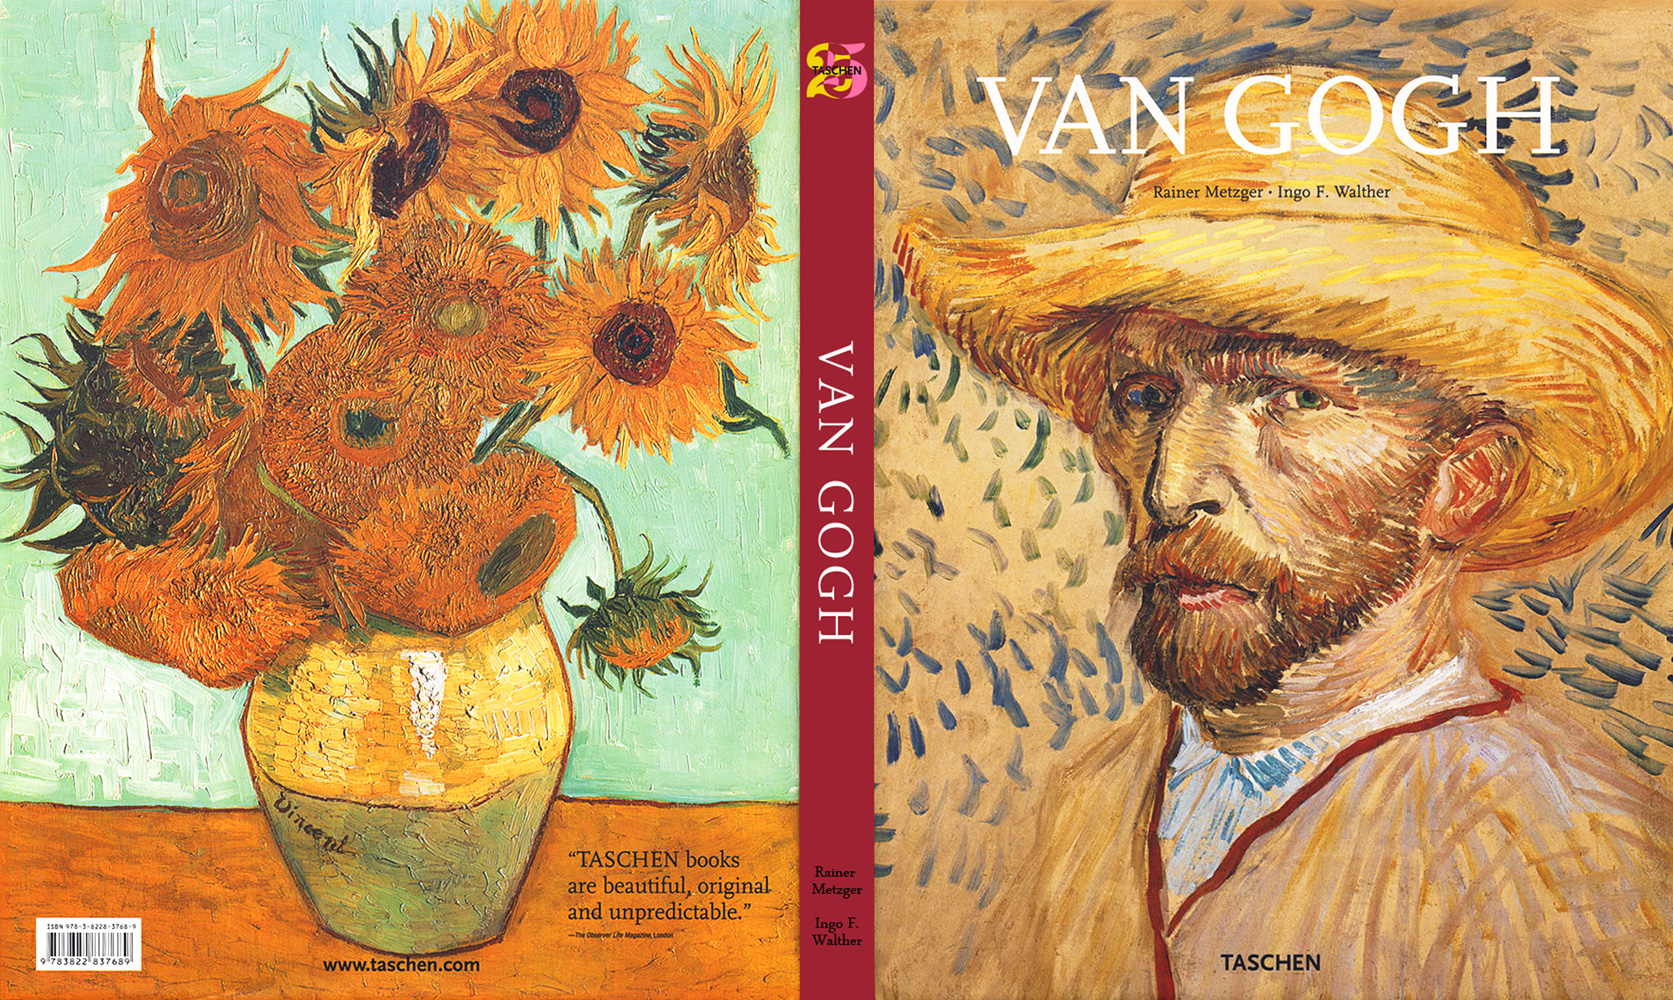 Vincent
"TASCHEN books
are beautiful, original
and unpredictable."
—The Observer Life Magazine, London
ISBN 978-3-8228-3768-9
9 783822 837689
www.taschen.com
25
TASCHEN
VAN GOGH
Rainer
Metzger
Ingo F.
Walther
VAN GOGH
Rainer Metzger · Ingo F. Walther
TASCHEN